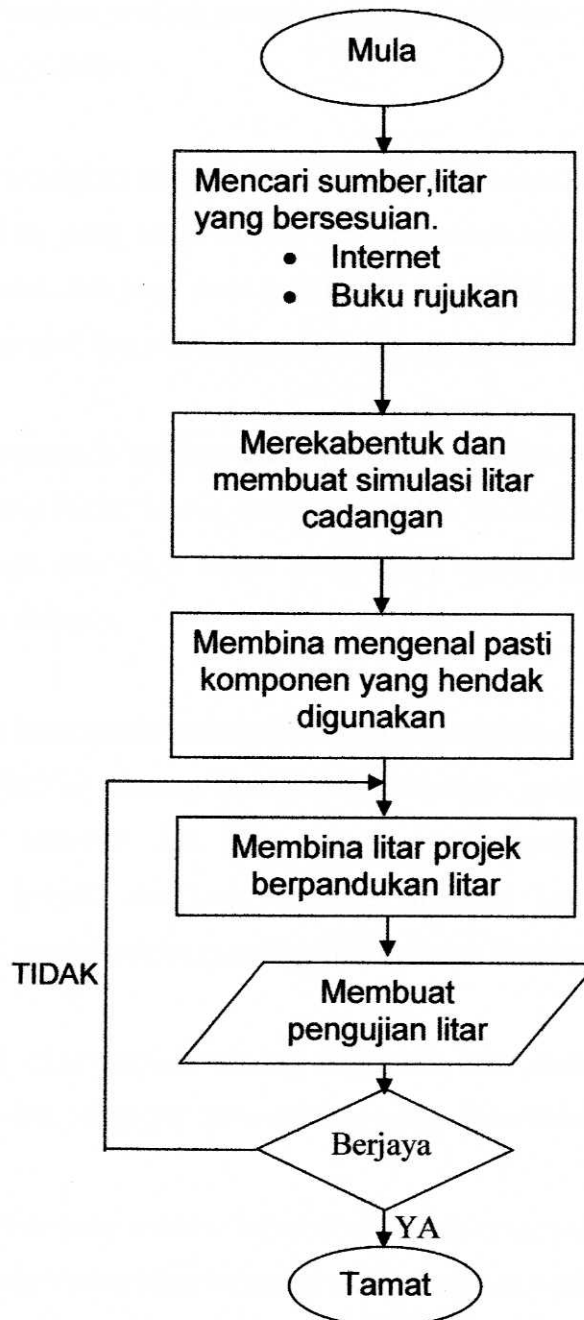 Mula
Mencari sumber,litar
yang bersesuian.
• Internet
• Buku rujukan
Merekabentuk dan
membuat simulasi litar
cadangan
Membina mengenal pasti
komponen yang hendak
digunakan
Membina litar projek
berpandukan litar
TIDAK
Membuat
pengujian litar
Berjaya
YA
Tamat